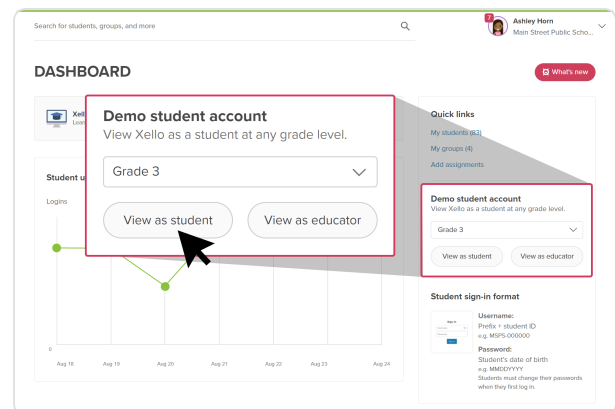 Search for students, groups, and more
7
Ashley Horn
Main Street Public Scho...
DASHBOARD
What's new
Xell
Lear
Demo student account
View Xello as a student at any grade level.
Grade 3
View as student
View as educator
Student u
Logins
0
Aug 18
Aug 19
Aug 20
Aug 21
Aug 22
Aug 23
Aug 24
Quick links
My students (83)
My groups (4)
Add assignments
Demo student account
View Xello as a student at any grade level.
Grade 3
View as student
View as educator
Student sign-in format
Sign in
Username:
Prefix + student ID
e.g. MSPS-000000
Password:
Student's date of birth
e.g. MMDDYYYY
Students must change their passwords
when they first log in.